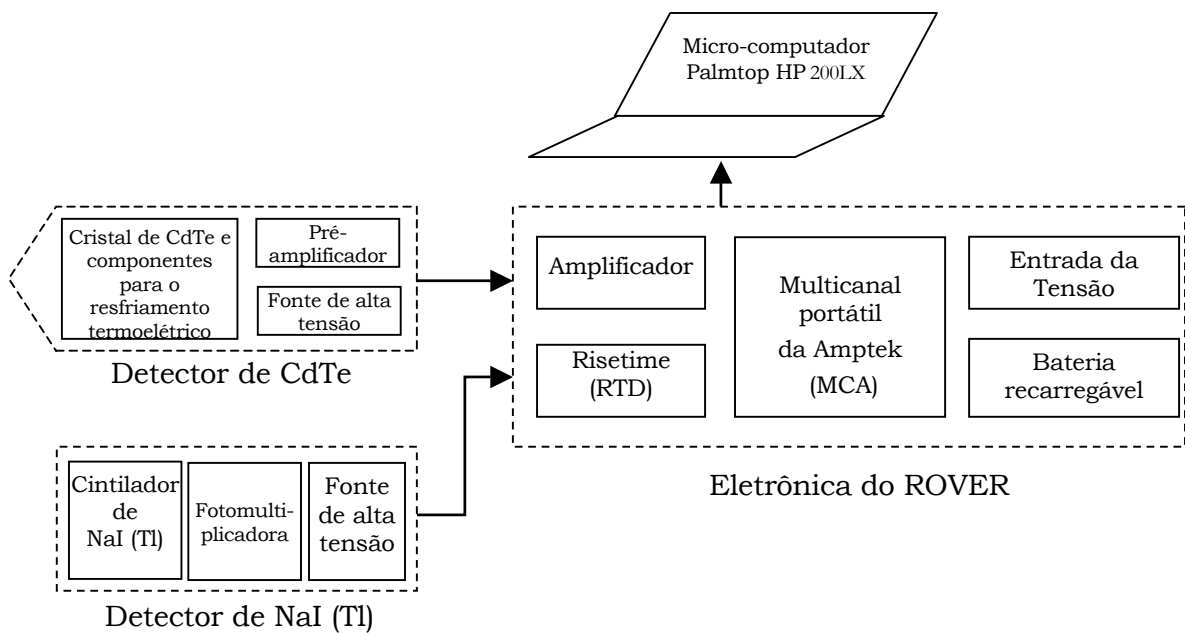 Micro-computador
Palmtop HP 200LX
Cristal de CdTe e
componentes
para o
resfriamento
termoelétrico
Pré-
amplificador
Fonte de alta
tensão
Detector de CdTe
Amplificador
Risetime
(RTD)
Multicanal
portátil
da Amptek
(MCA)
Entrada da
Tensão
Bateria
recarregável
Eletrônica do ROVER
Cintilador
de
NaI (Tl)
Fotomulti-
plicadora
Fonte
de alta
tensão
Detector de NaI (Tl)